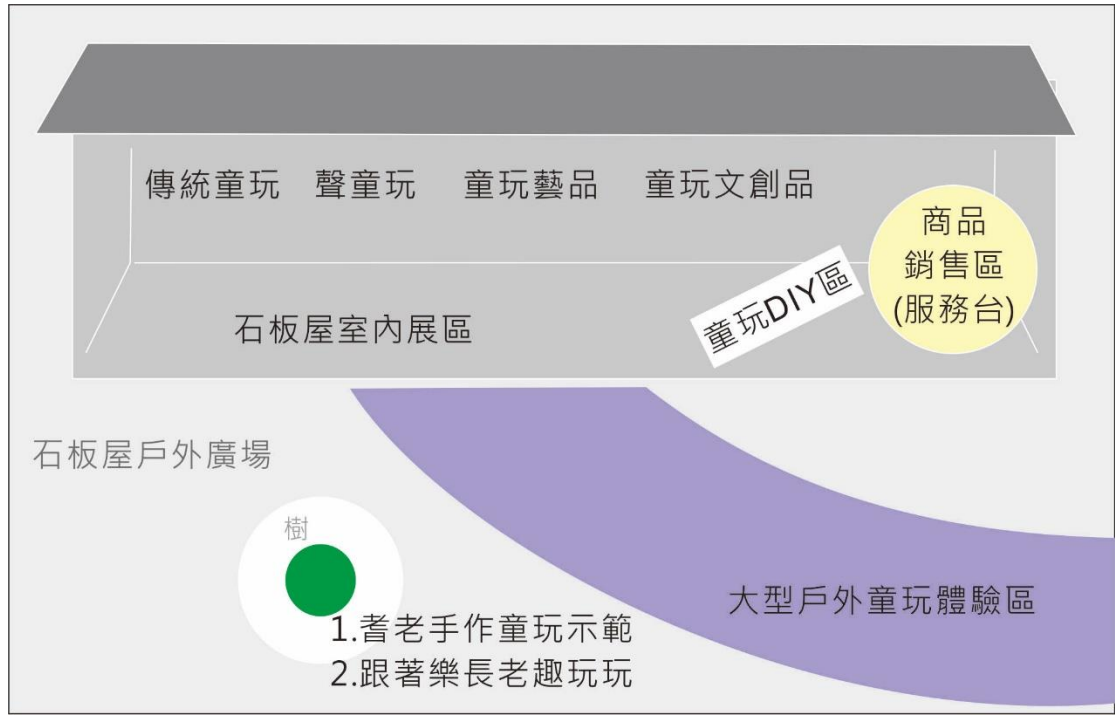 傳統童玩 聲童玩 童玩藝品 童玩文創品
商品
銷售區
(服務台)
童玩DIY區
石板屋室內展區
石板屋戶外廣場
樹
大型戶外童玩體驗區
1.耆老手作童玩示範
2.跟著樂長老趣玩玩